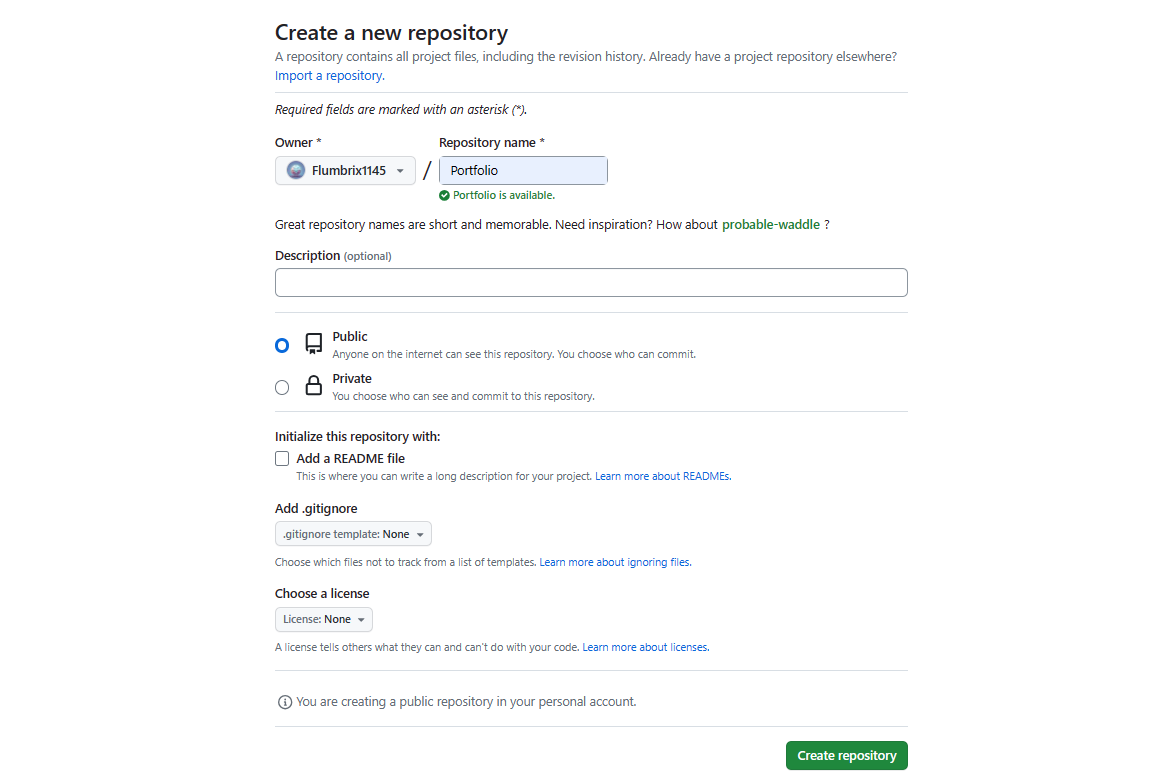 Create a new repository
A repository contains all project files, including the revision history. Already have a project repository elsewhere?
Import a repository.
Required fields are marked with an asterisk (*).
Owner * Repository name *
Flumbrix1145 / Portfolio
Portfolio is available.
Great repository names are short and memorable. Need inspiration? How about probable-waddle ?
Description (optional)
Public
Anyone on the internet can see this repository. You choose who can commit.
Private
You choose who can see and commit to this repository.
Initialize this repository with:
Add a README file
This is where you can write a long description for your project. Learn more about READMEs.
Add .gitignore
.gitignore template: None
Choose which files not to track from a list of templates. Learn more about ignoring files.
Choose a license
License: None
A license tells others what they can and can't do with your code. Learn more about licenses.
You are creating a public repository in your personal account.
Create repository